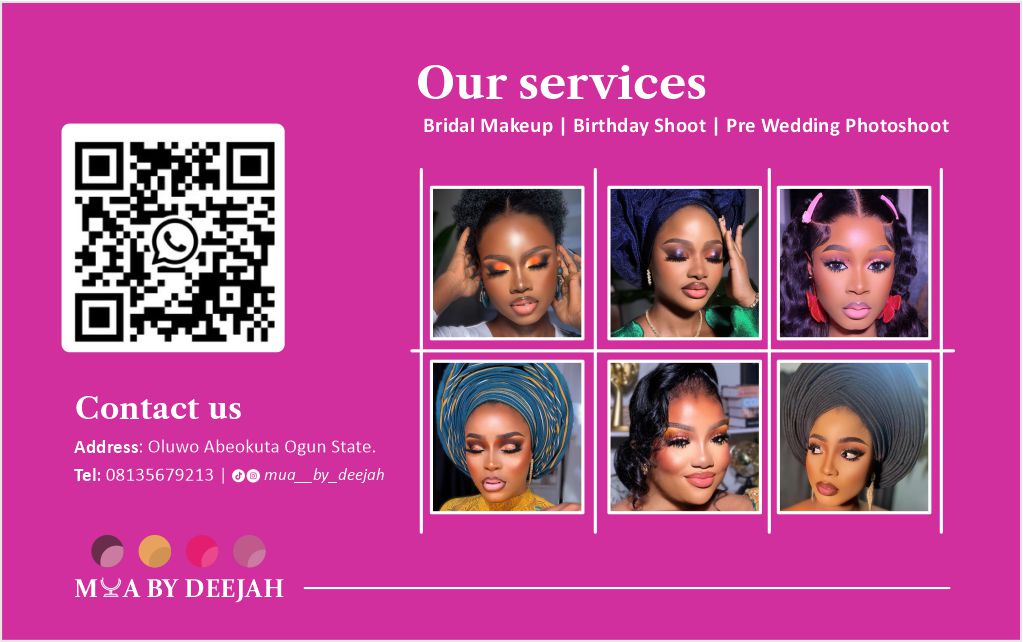 Our services
Bridal Makeup | Birthday Shoot | Pre Wedding Photoshoot
Contact us
Address: Oluwo Abeokuta Ogun State.
Tel: 08135679213 | mua__by_deejah
MUA BY DEEJAH